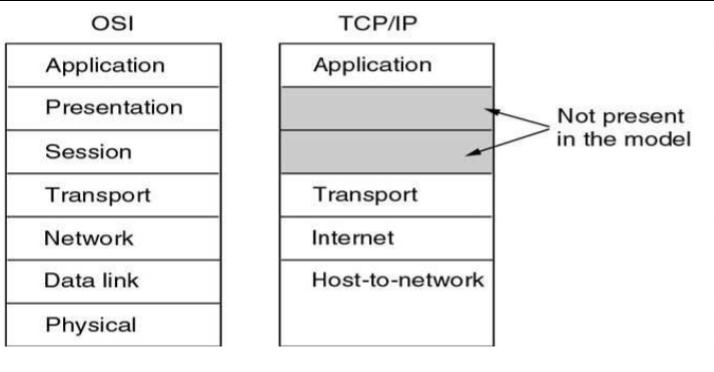 OSI
TCP/IP
Application
Presentation
Session
Transport
Network
Data link
Physical
Application
Transport
Internet
Host-to-network
Not present
in the model